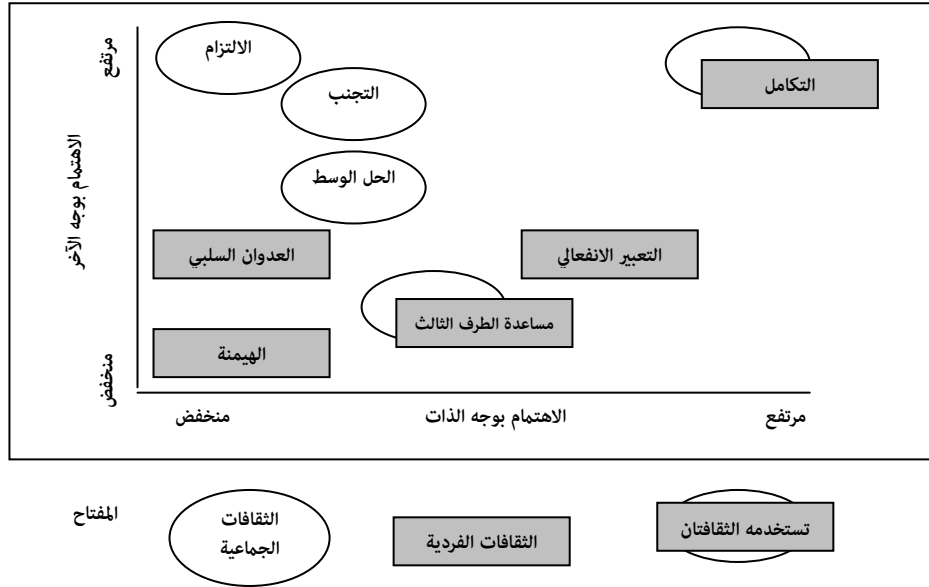 مرتفع
الاهتمام بوجه الآخر
منخفض
الالتزام
التجنب
التكامل
الحل الوسط
العدوان السلبي
التعبير الانفعالي
مساعدة الطرف الثالث
الهيمنة
منخفض
الاهتمام بوجه الذات
مرتفع
المفتاح
الثقافات
الجماعية
الثقافات الفردية
تستخدمه الثقافتان